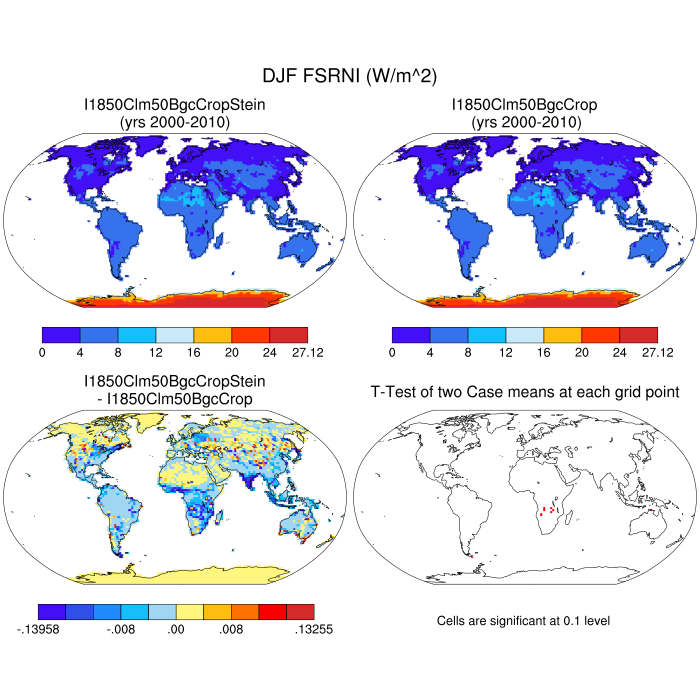 DJF FSRNI (W/m^2)
I1850Clm50BgcCropStein
(yrs 2000-2010)
I1850Clm50BgcCrop
(yrs 2000-2010)
0 4 8 12 16 20 24 27.12
0 4 8 12 16 20 24 27.12
I1850Clm50BgcCropStein
- I1850Clm50BgcCrop
T-Test of two Case means at each grid point
-.13958 -.008 .00 .008 .13255
Cells are significant at 0.1 level